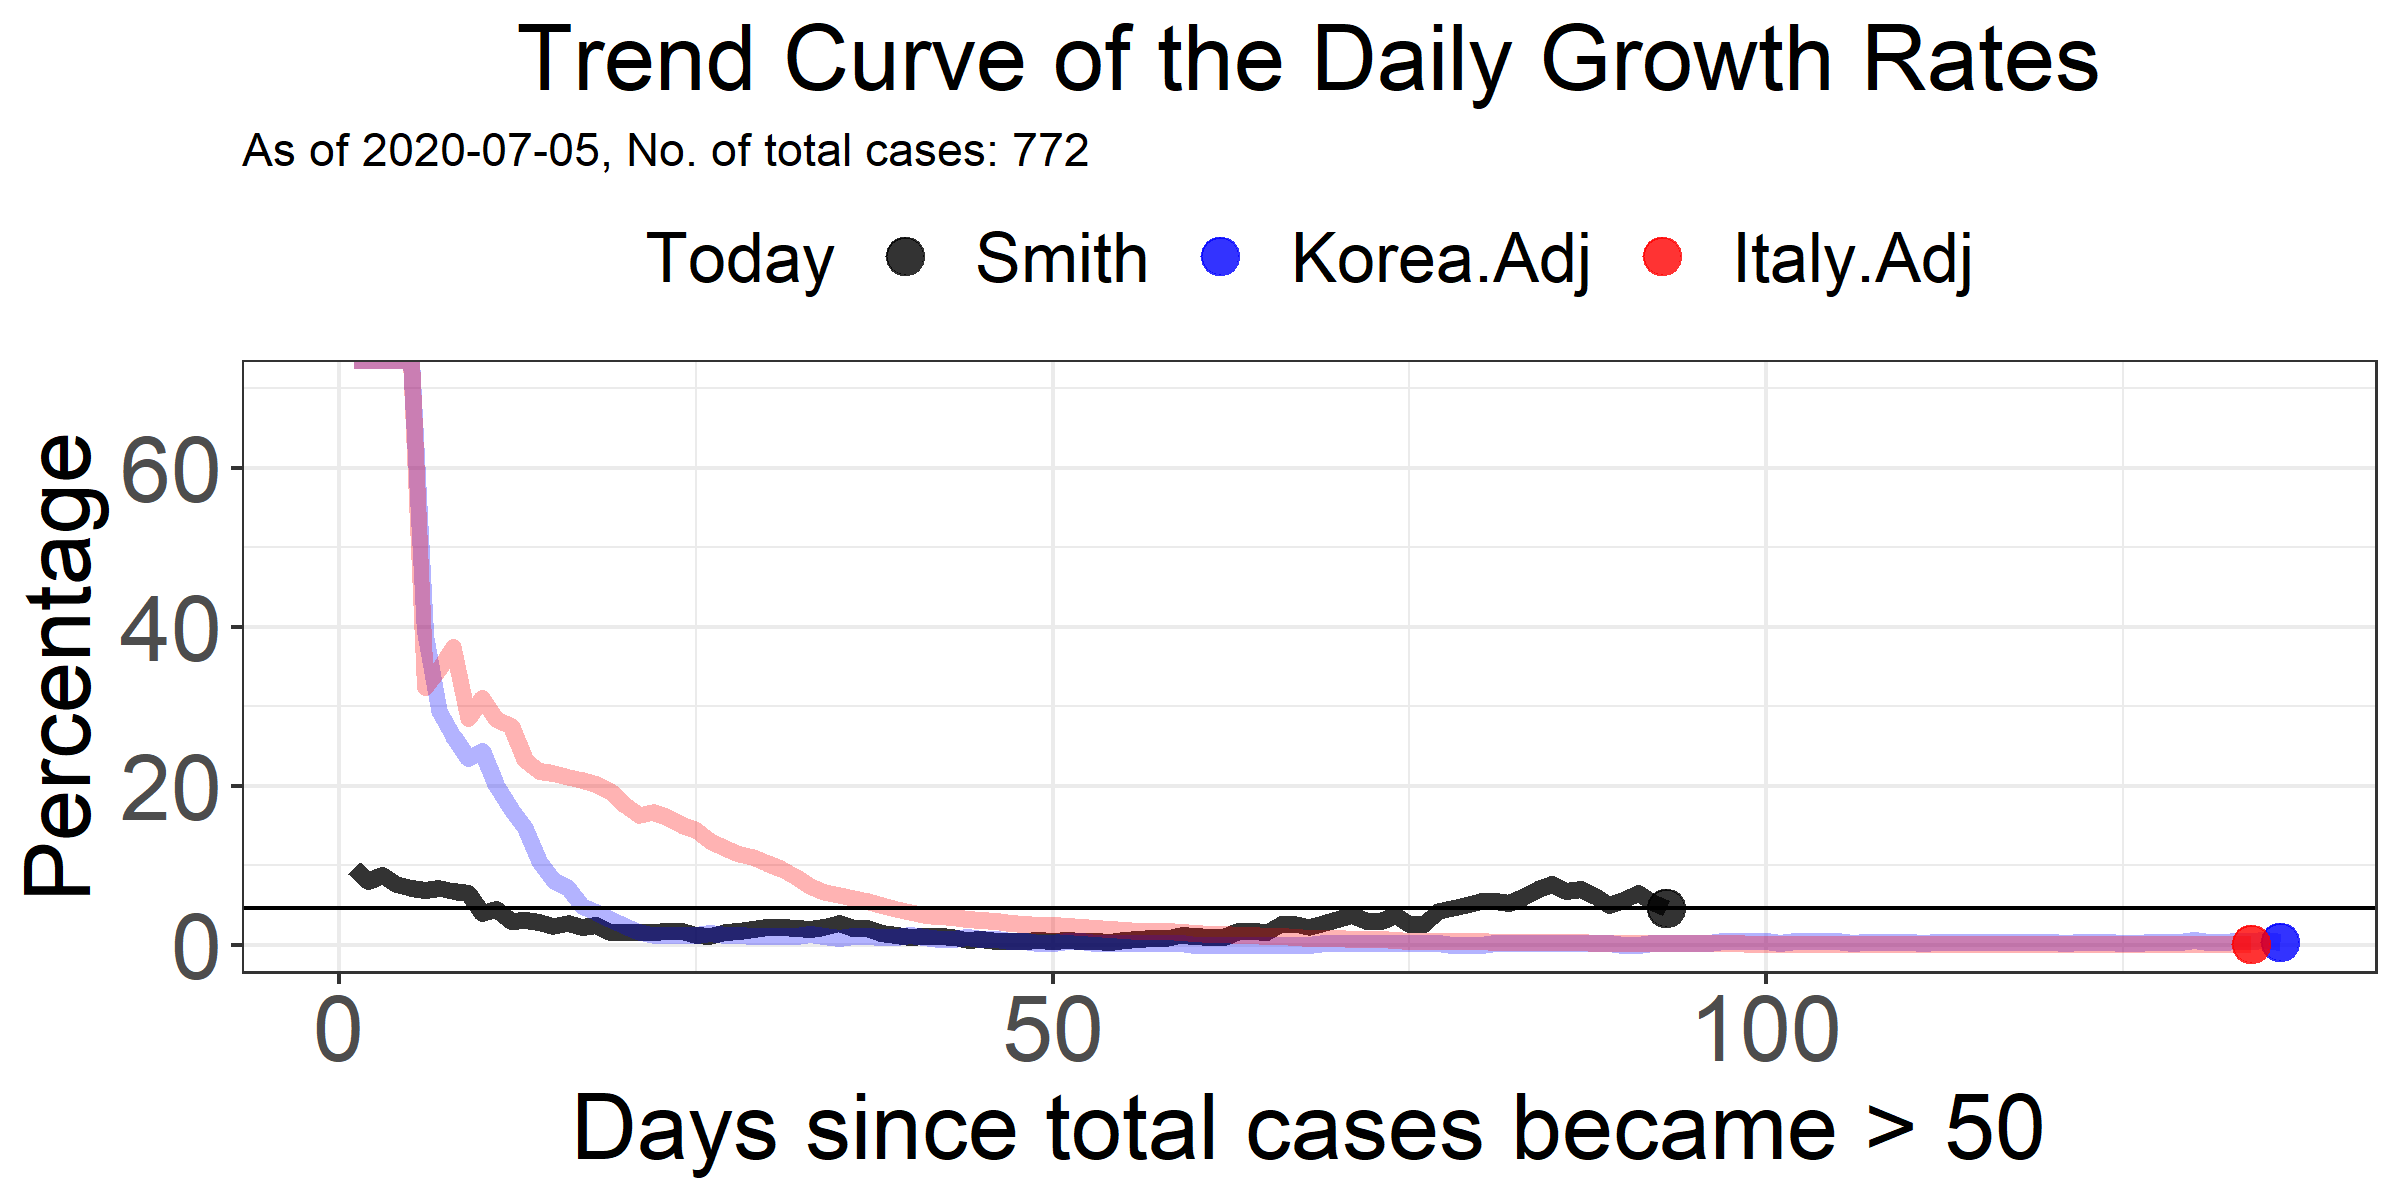 Trend Curve of the Daily Growth Rates
As of 2020-07-05, No. of total cases: 772
Today Smith Korea.Adj Italy.Adj
Percentage
60
40
20
0
0 50 100
Days since total cases became > 50